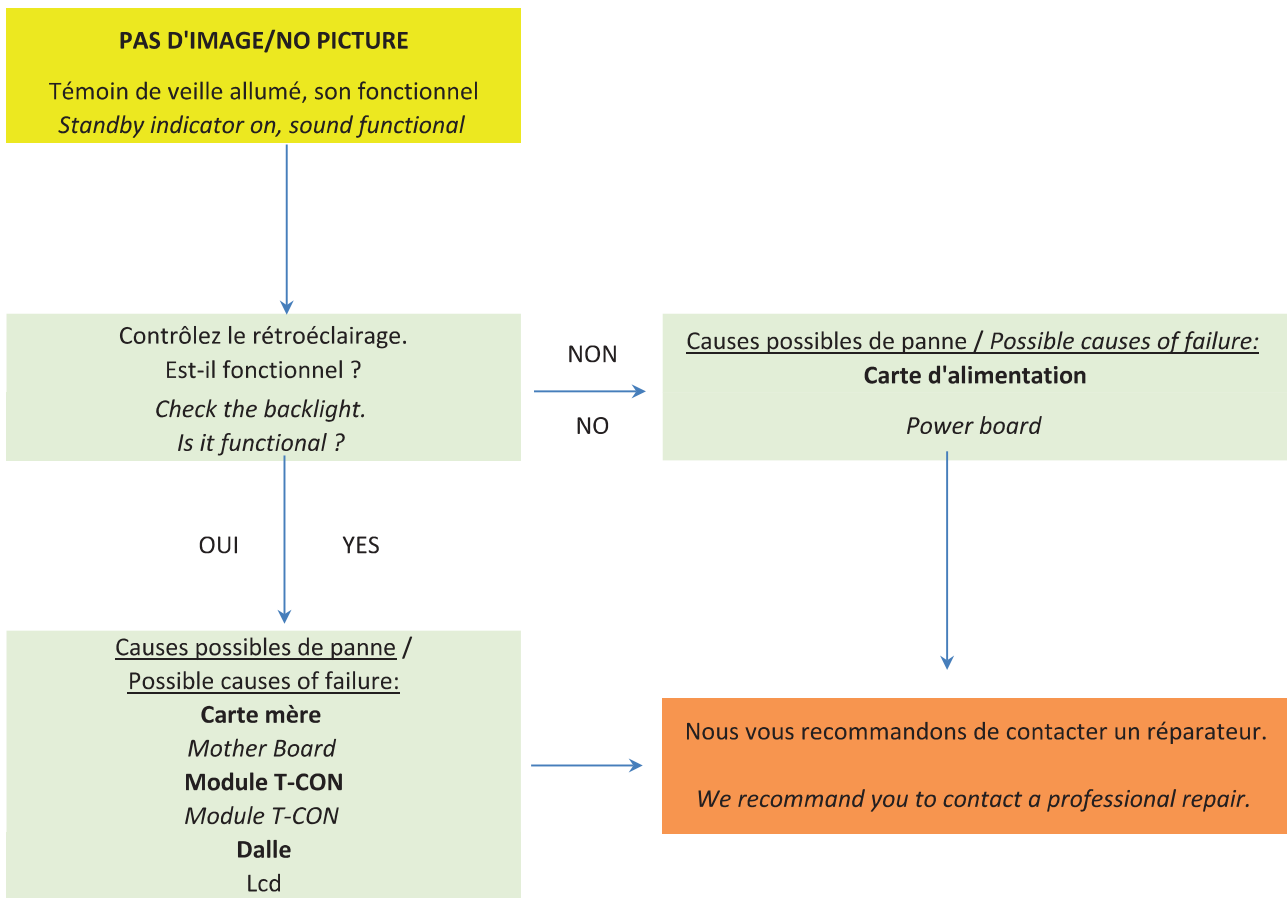 PAS D'IMAGE/NO PICTURE
Témoin de veille allumé, son fonctionnel
Standby indicator on, sound functional
Contrôlez le rétroéclairage.
Est-il fonctionnel ?
Check the backlight.
Is it functional ?
NON
NO
Causes possibles de panne / Possible causes of failure:
Carte d'alimentation
Power board
OUI
YES
Causes possibles de panne /
Possible causes of failure:
Carte mère
Mother Board
Module T-CON
Module T-CON
Dalle
Lcd
Nous vous recommandons de contacter un réparateur.
We recommand you to contact a professional repair.